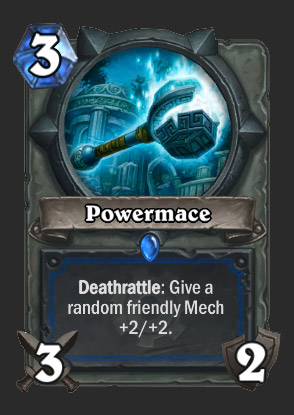 3
Powermace
Deathrattle: Give a
random friendly Mech
+2/+2.
3
2